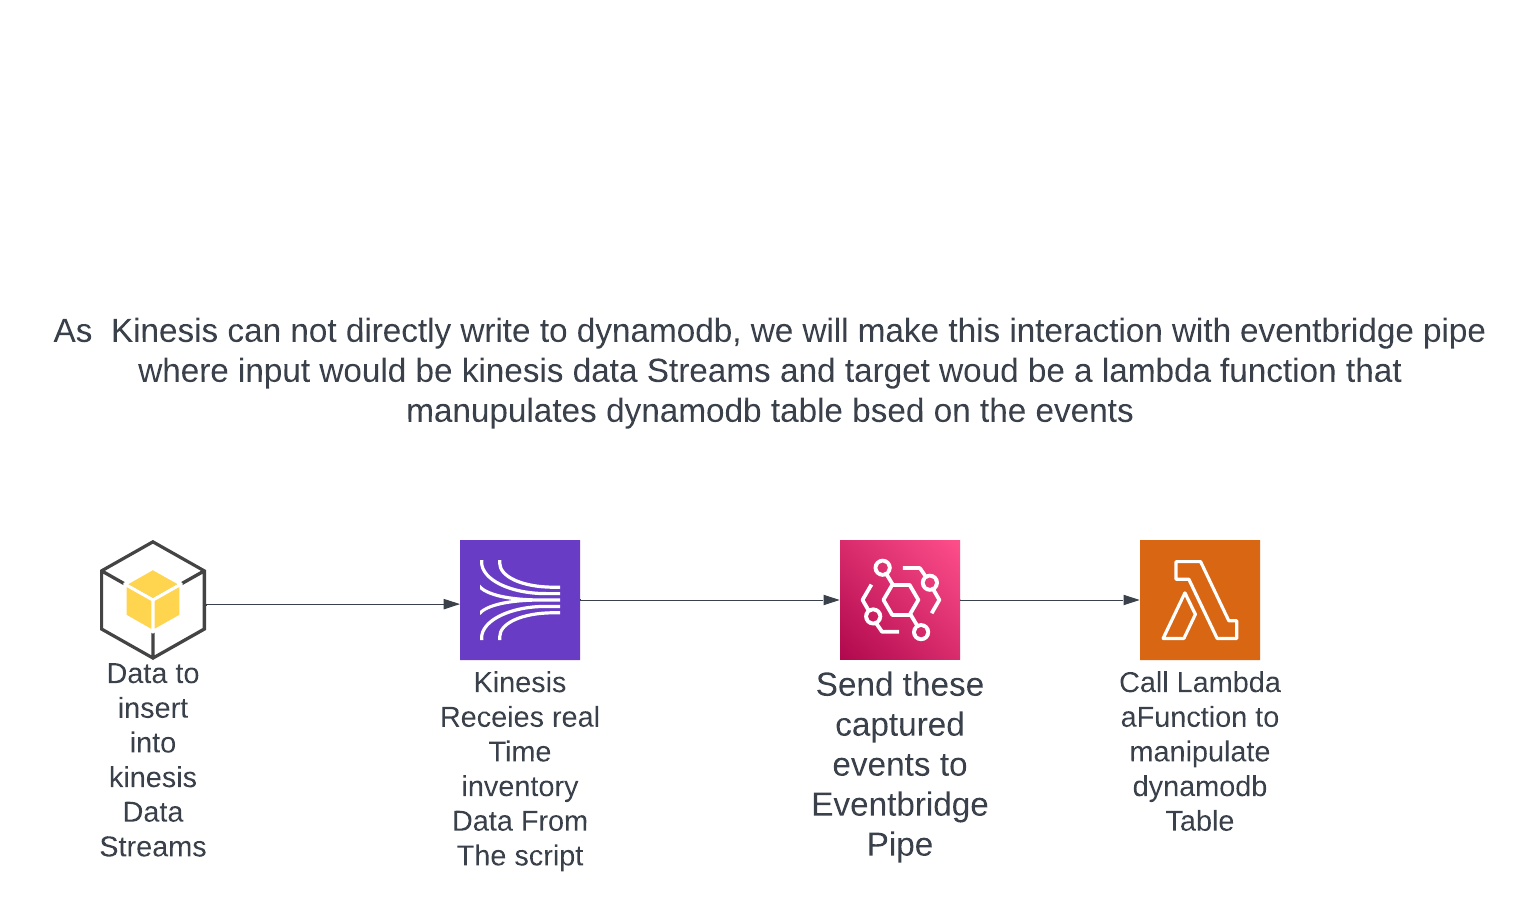 As  Kinesis can not directly write to dynamodb, we will make this interaction with eventbridge pipe
where input would be kinesis data Streams and target woud be a lambda function that
manupulates dynamodb table bsed on the events
Data to
insert
into
kinesis
Data
Streams
Kinesis
Receies real
Time
inventory
Data From
The script
Send these
captured
events to
Eventbridge
Pipe
Call Lambda
aFunction to
manipulate
dynamodb
Table